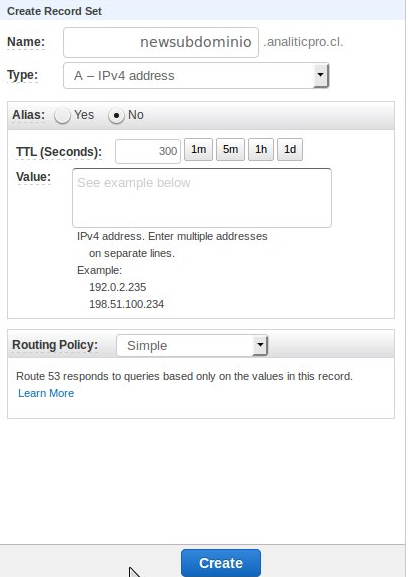 Create Record Set
Name: newsubdominio .analiticpro.cl.
Type: A – IPv4 address
Alias: Yes No
TTL (Seconds): 300 1m 5m 1h 1d
Value: See example below
IPv4 address. Enter multiple addresses
on separate lines.
Example:
192.0.2.235
198.51.100.234
Routing Policy: Simple
Route 53 responds to queries based only on the values in this record.
Learn More
Create